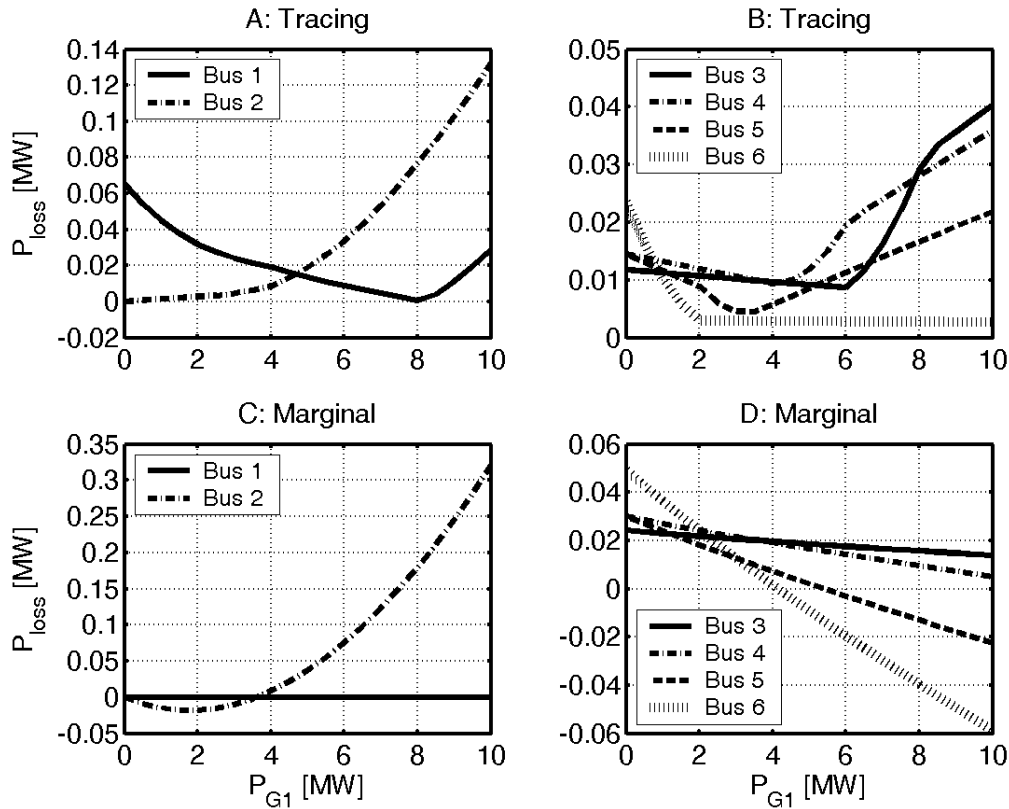 A: Tracing
0.14
0.12
0.1
0.08
0.06
0.04
0.02
0
-0.02
P_loss [MW]
Bus 1
Bus 2
0 2 4 6 8 10
B: Tracing
0.05
0.04
0.03
0.02
0.01
0
Bus 3
Bus 4
Bus 5
Bus 6
0 2 4 6 8 10
C: Marginal
0.35
0.3
0.25
0.2
0.15
0.1
0.05
0
-0.05
P_loss [MW]
Bus 1
Bus 2
0 2 4 6 8 10
P_G1 [MW]
D: Marginal
0.06
0.04
0.02
0
-0.02
-0.04
-0.06
Bus 3
Bus 4
Bus 5
Bus 6
0 2 4 6 8 10
P_G1 [MW]